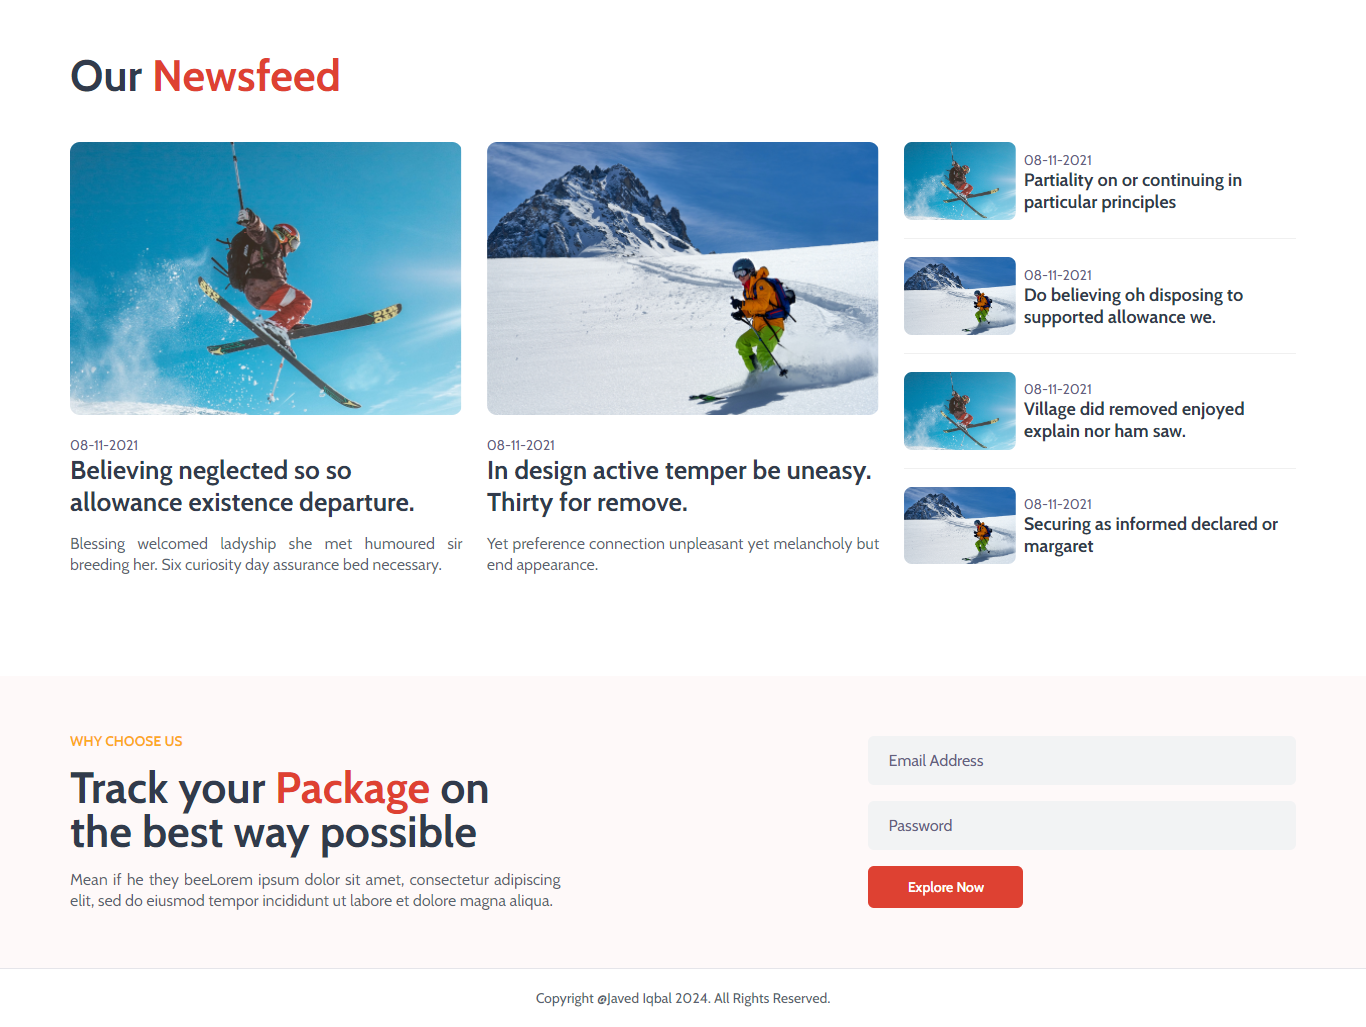 Our Newsfeed
08-11-2021
Believing neglected so so
allowance existence departure.
Blessing welcomed ladyship she met humoured sir
breeding her. Six curiosity day assurance bed necessary.
08-11-2021
In design active temper be uneasy.
Thirty for remove.
Yet preference connection unpleasant yet melancholy but
end appearance.
08-11-2021
Partiality on or continuing in
particular principles
08-11-2021
Do believing oh disposing to
supported allowance we.
08-11-2021
Village did removed enjoyed
explain nor ham saw.
08-11-2021
Securing as informed declared or
margaret
WHY CHOOSE US
Track your Package on
the best way possible
Mean if he they beeLorem ipsum dolor sit amet, consectetur adipiscing
elit, sed do eiusmod tempor incididunt ut labore et dolore magna aliqua.
Email Address
Password
Explore Now
Copyright @Javed Iqbal 2024. All Rights Reserved.